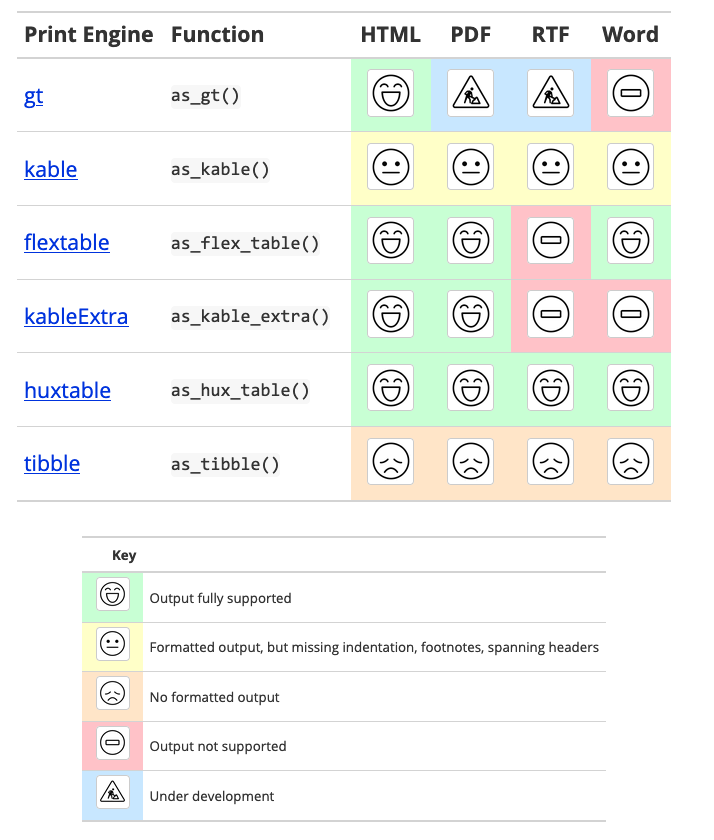 Print Engine Function HTML PDF RTF Word
gt as_gt()
kable as_kable()
flextable as_flex_table()
kableExtra as_kable_extra()
huxtable as_hux_table()
tibble as_tibble()
Key
Output fully supported
Formatted output, but missing indentation, footnotes, spanning headers
No formatted output
Output not supported
Under development